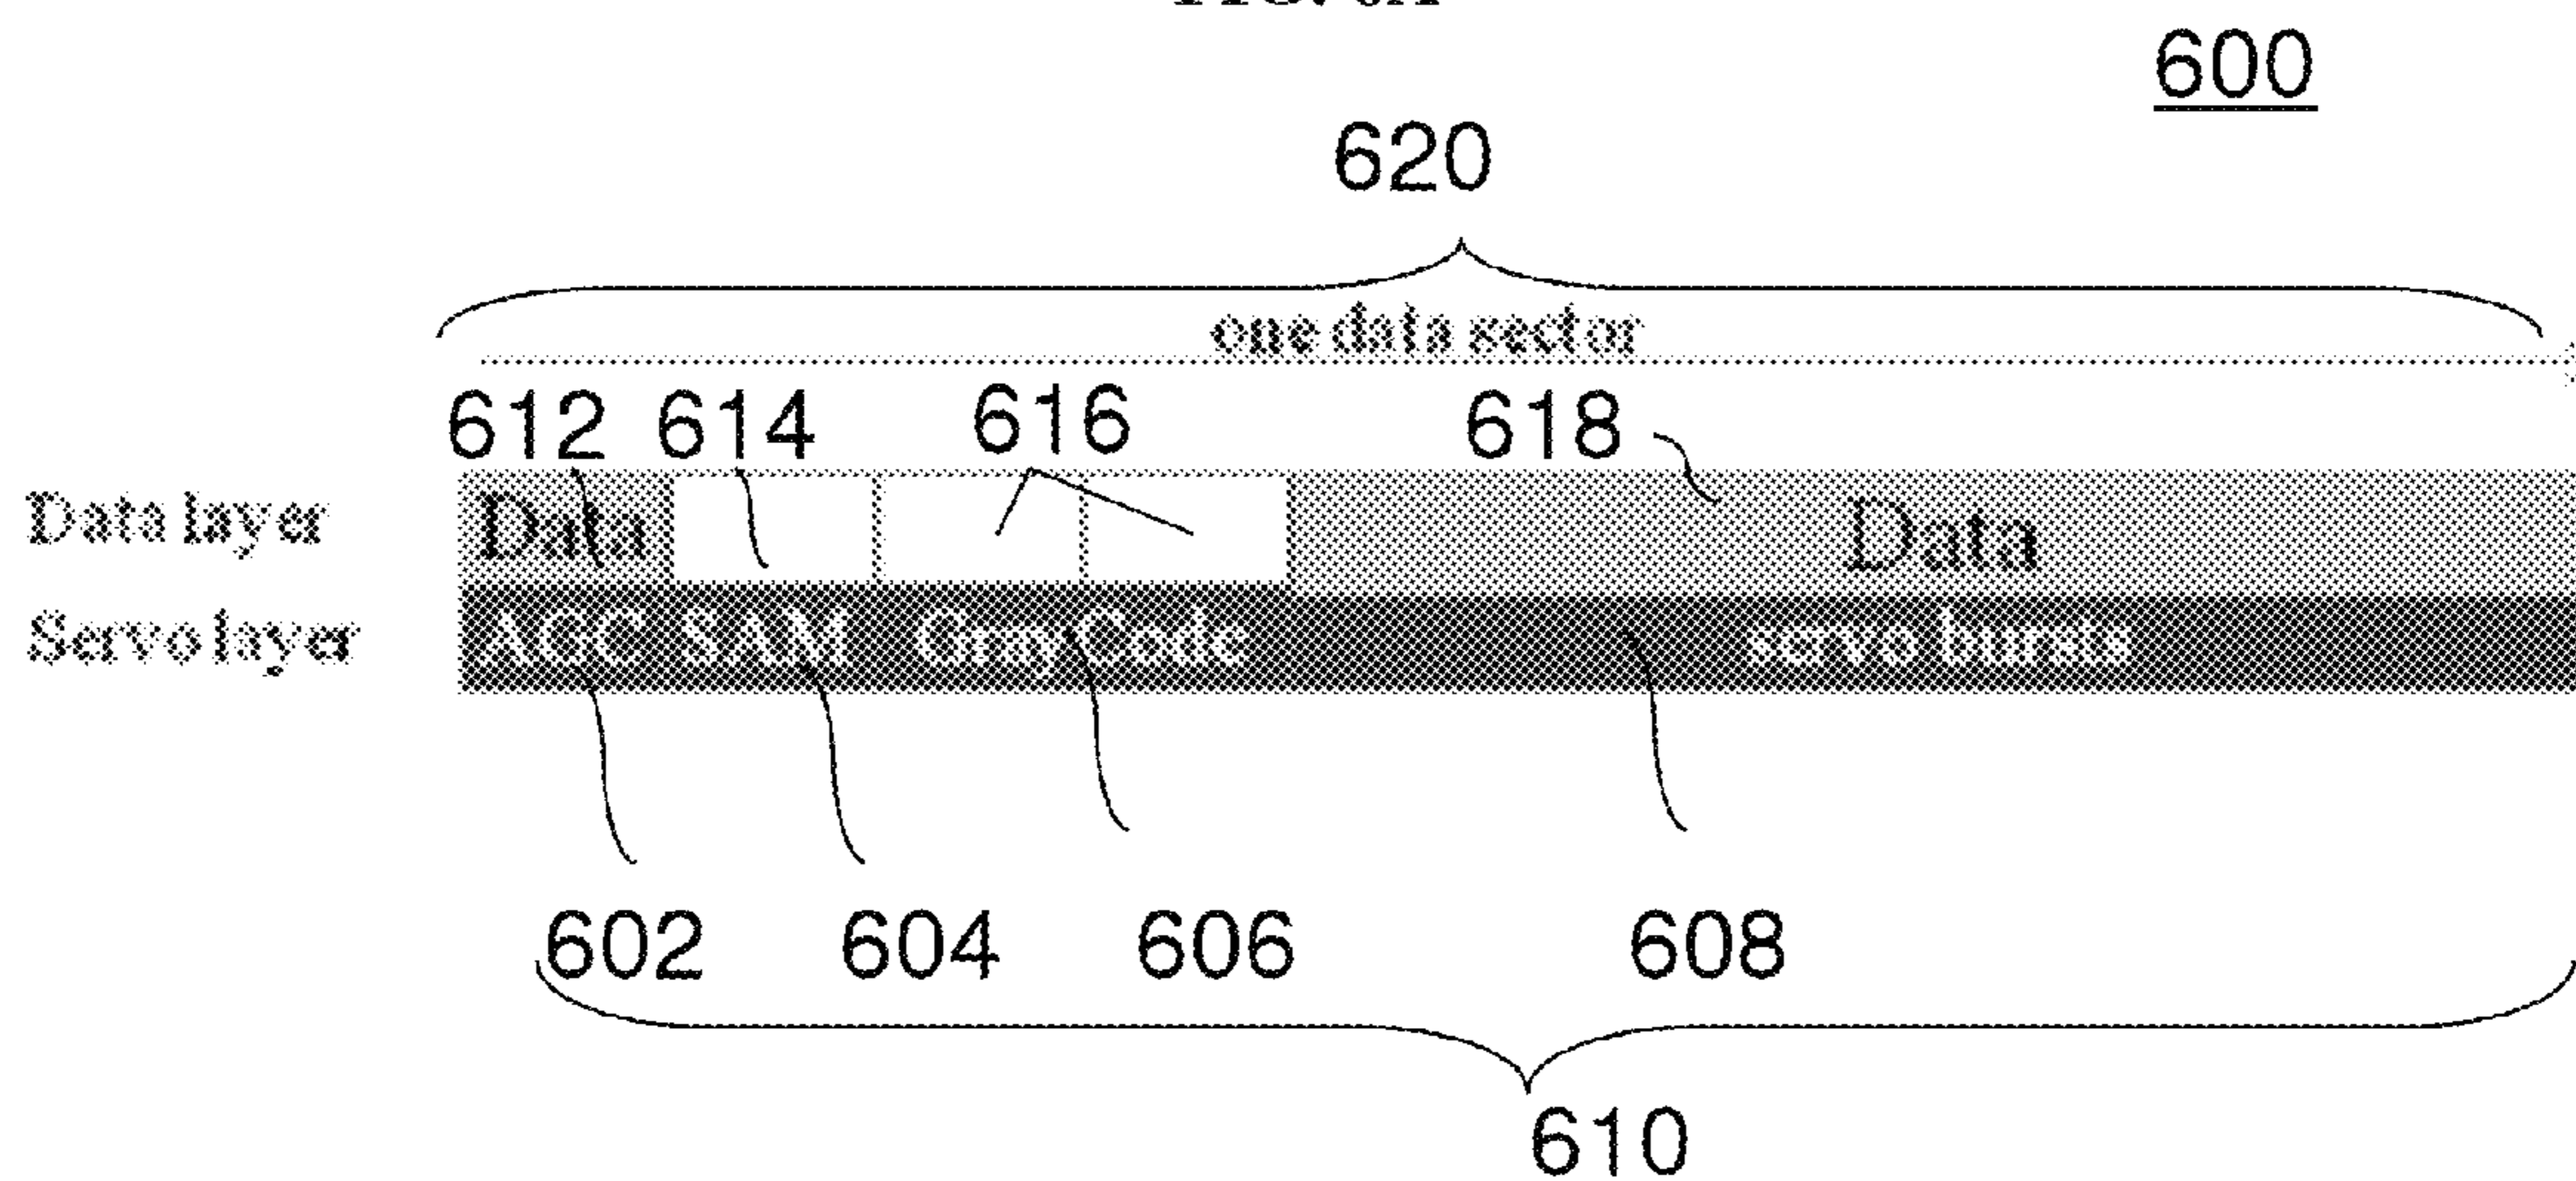 600
620
one data sector
612 614 616 618
Data layer Data Data
Servo layer AGC SAM Gray Code servo bursts
602 604 606 608
610